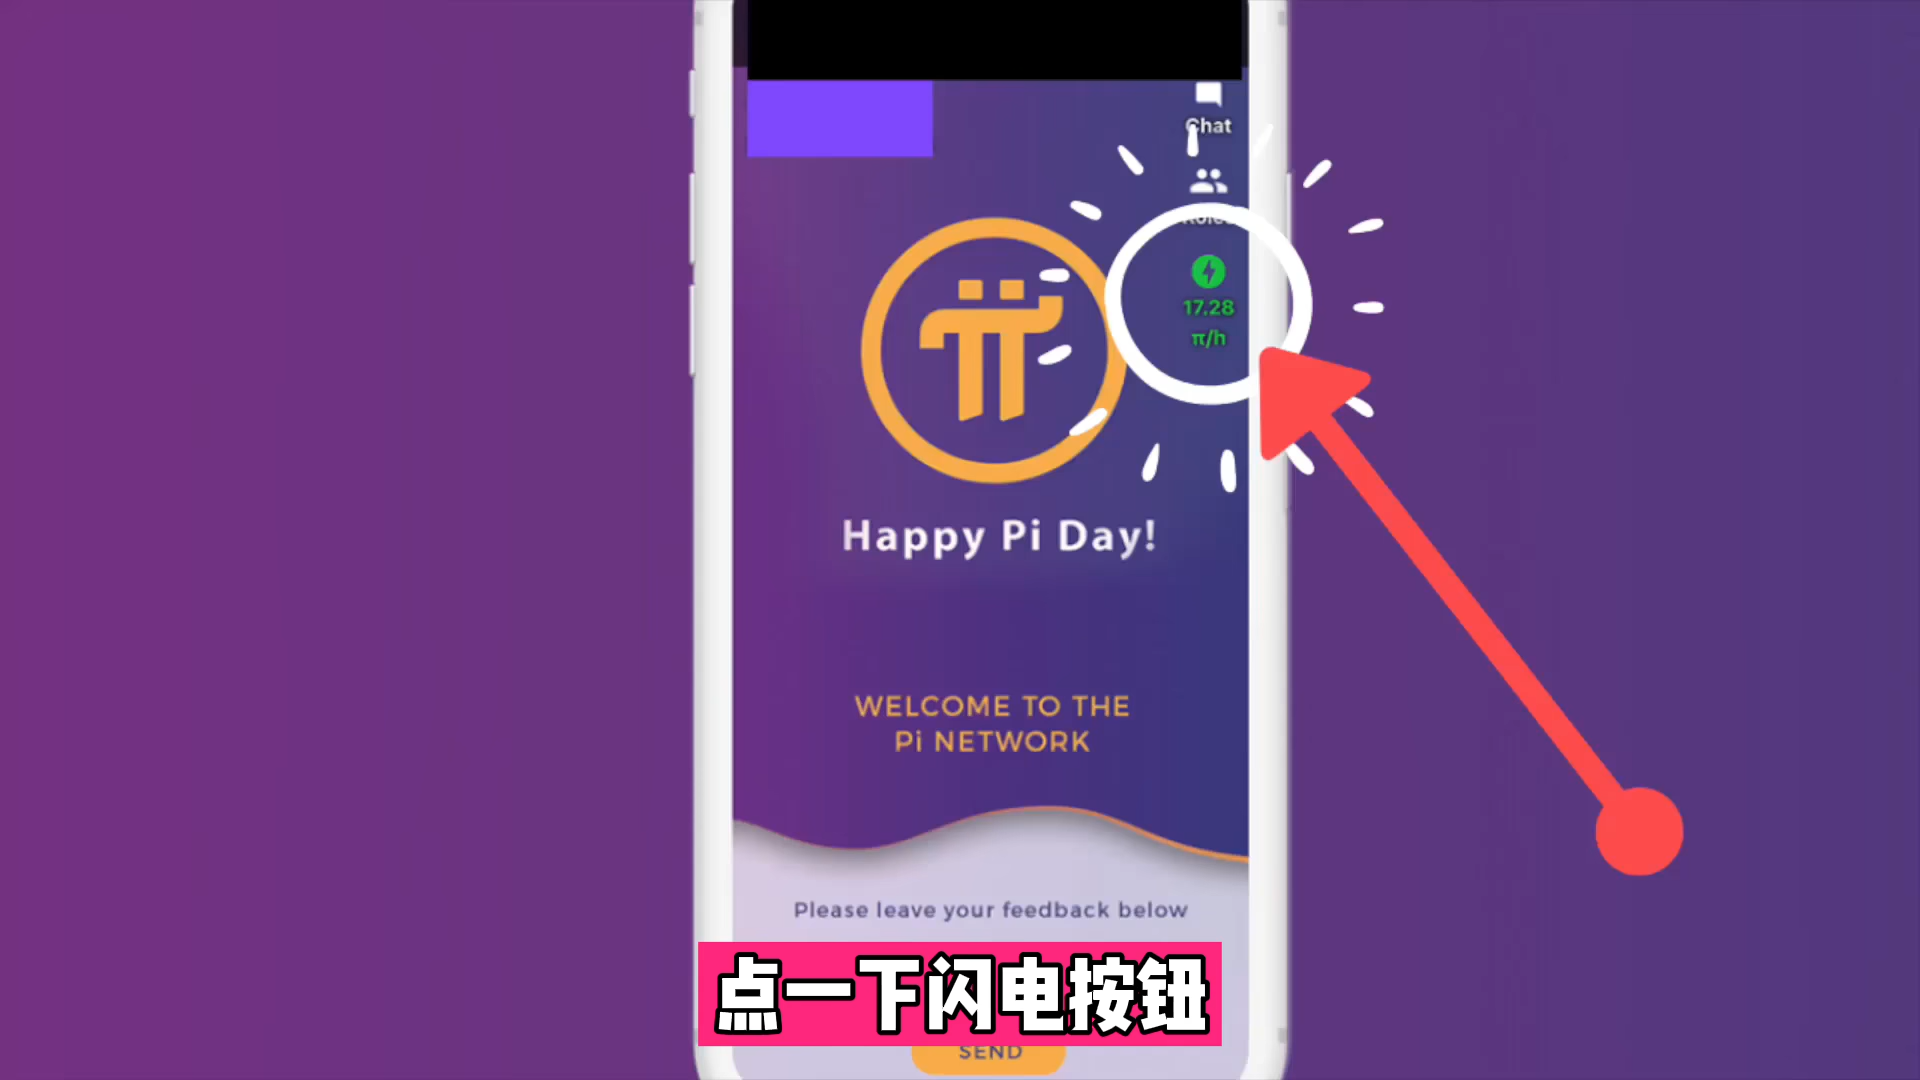 Chat
Roles
17.28
π/h
Happy Pi Day!
WELCOME TO THE
Pi NETWORK
Please leave your feedback below
点一下闪电按钮
SEND